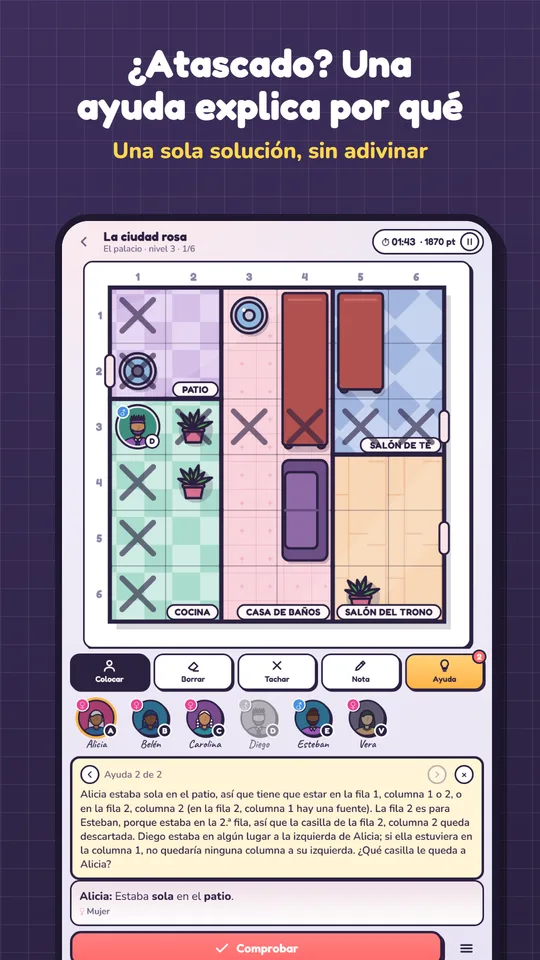 ¿Atascado? Una
ayuda explica por qué
Una sola solución, sin adivinar
La ciudad rosa
El palacio · nivel 3 · 1/6
01:43 · 1870 pt
1 2 3 4 5 6
1
2
PATIO
D
3
SALÓN DE TÉ
4
5
6
COCINA
CASA DE BAÑOS
SALÓN DEL TRONO
2
Colocar
Borrar
Tachar
Nota
Ayuda
A
B
C
D
E
V
Alicia
Belén
Carolina
Diego
Esteban
Vera
Ayuda 2 de 2
Alicia estaba sola en el patio, así que tiene que estar en la fila 1, columna 1 o 2, o
en la fila 2, columna 2 (en la fila 2, columna 1 hay una fuente). La fila 2 es para
Esteban, porque estaba en la 2.ª fila, así que la casilla de la fila 2, columna 2 queda
descartada. Diego estaba en algún lugar a la izquierda de Alicia; si ella estuviera en
la columna 1, no quedaría ninguna columna a su izquierda. ¿Qué casilla le queda a
Alicia?
Alicia: Estaba sola en el patio.
♀ Mujer
Comprobar